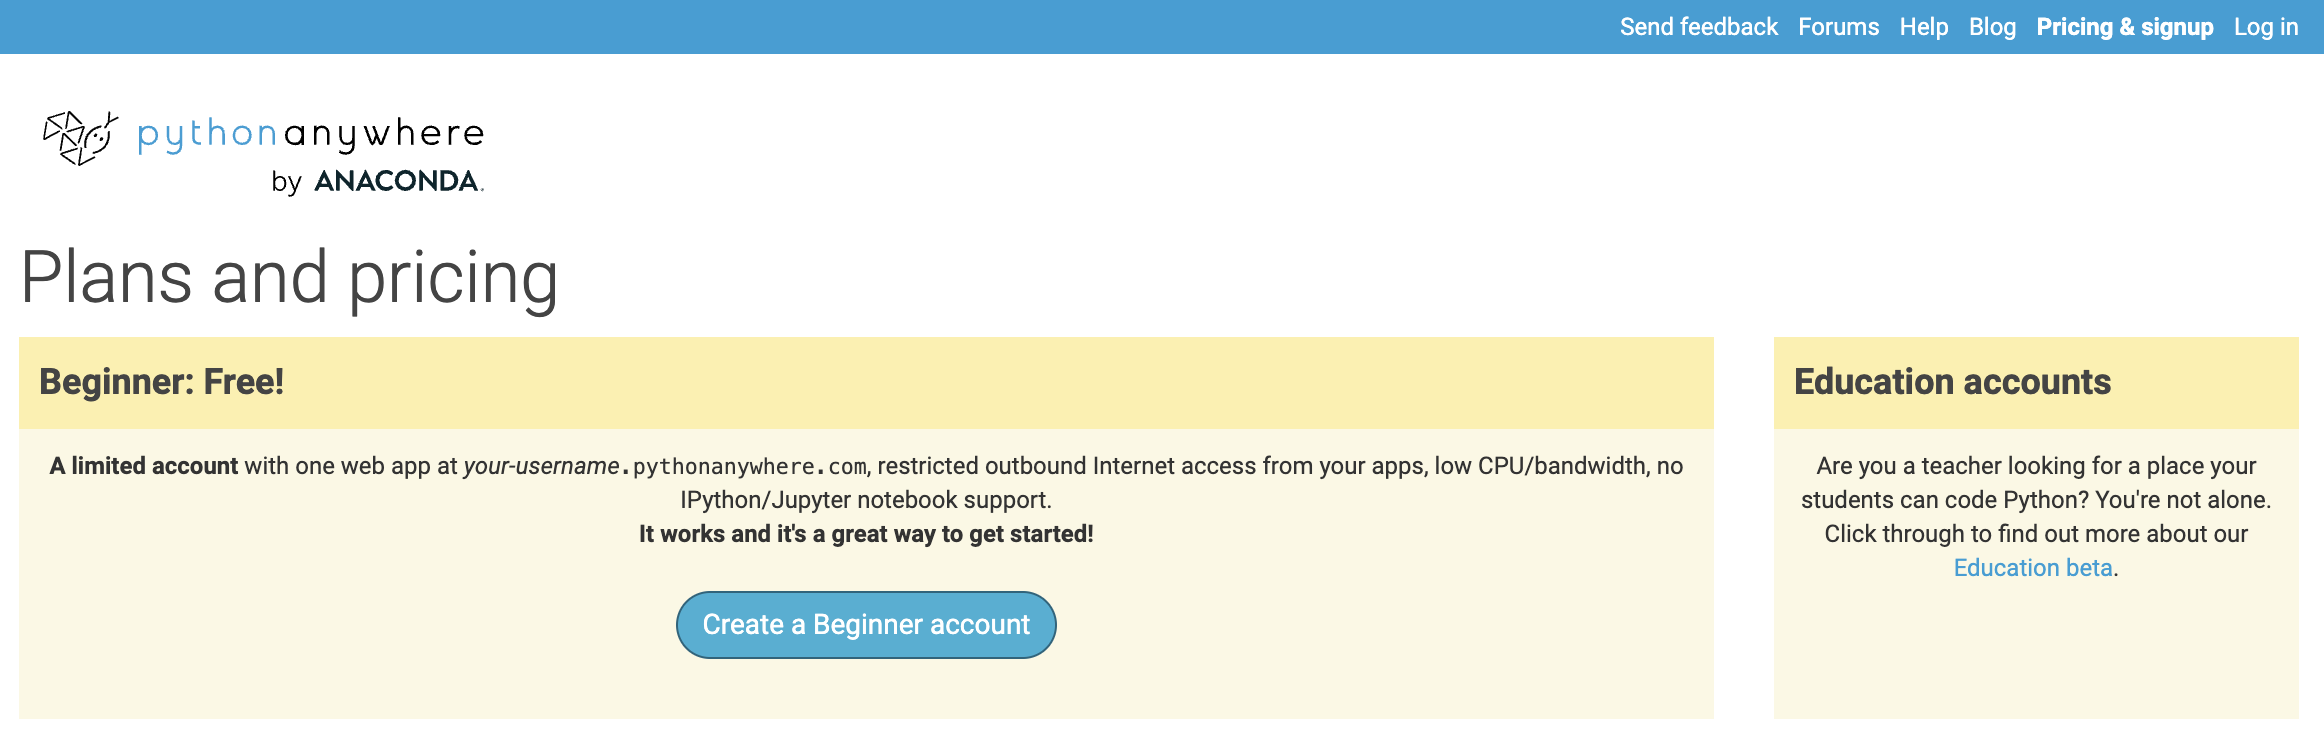 Send feedback Forums Help Blog Pricing & signup Log in
pythonanywhere
by ANACONDA.
Plans and pricing
Beginner: Free!
A limited account with one web app at your-username.pythonanywhere.com, restricted outbound Internet access from your apps, low CPU/bandwidth, no
IPython/Jupyter notebook support.
It works and it's a great way to get started!
Create a Beginner account
Education accounts
Are you a teacher looking for a place your
students can code Python? You're not alone.
Click through to find out more about our
Education beta.